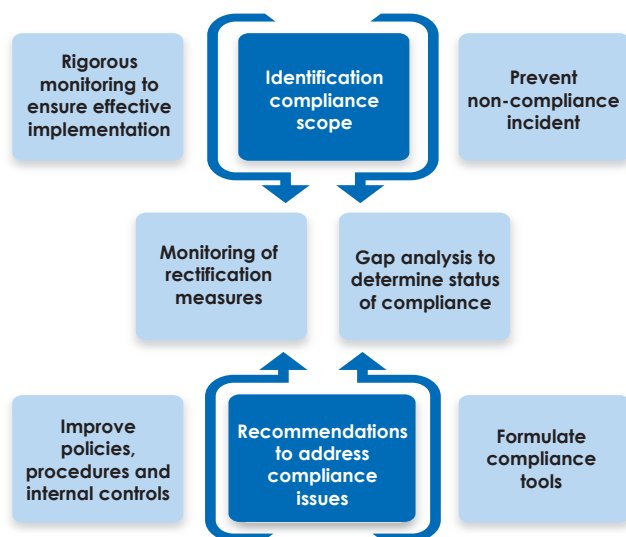 Rigorous
monitoring to
ensure effective
implementation
Identification
compliance
scope
Prevent
non-compliance
incident
Monitoring of
rectification
measures
Gap analysis to
determine status
of compliance
Improve
policies,
procedures and
internal controls
Recommendations
to address
compliance
issues
Formulate
compliance
tools